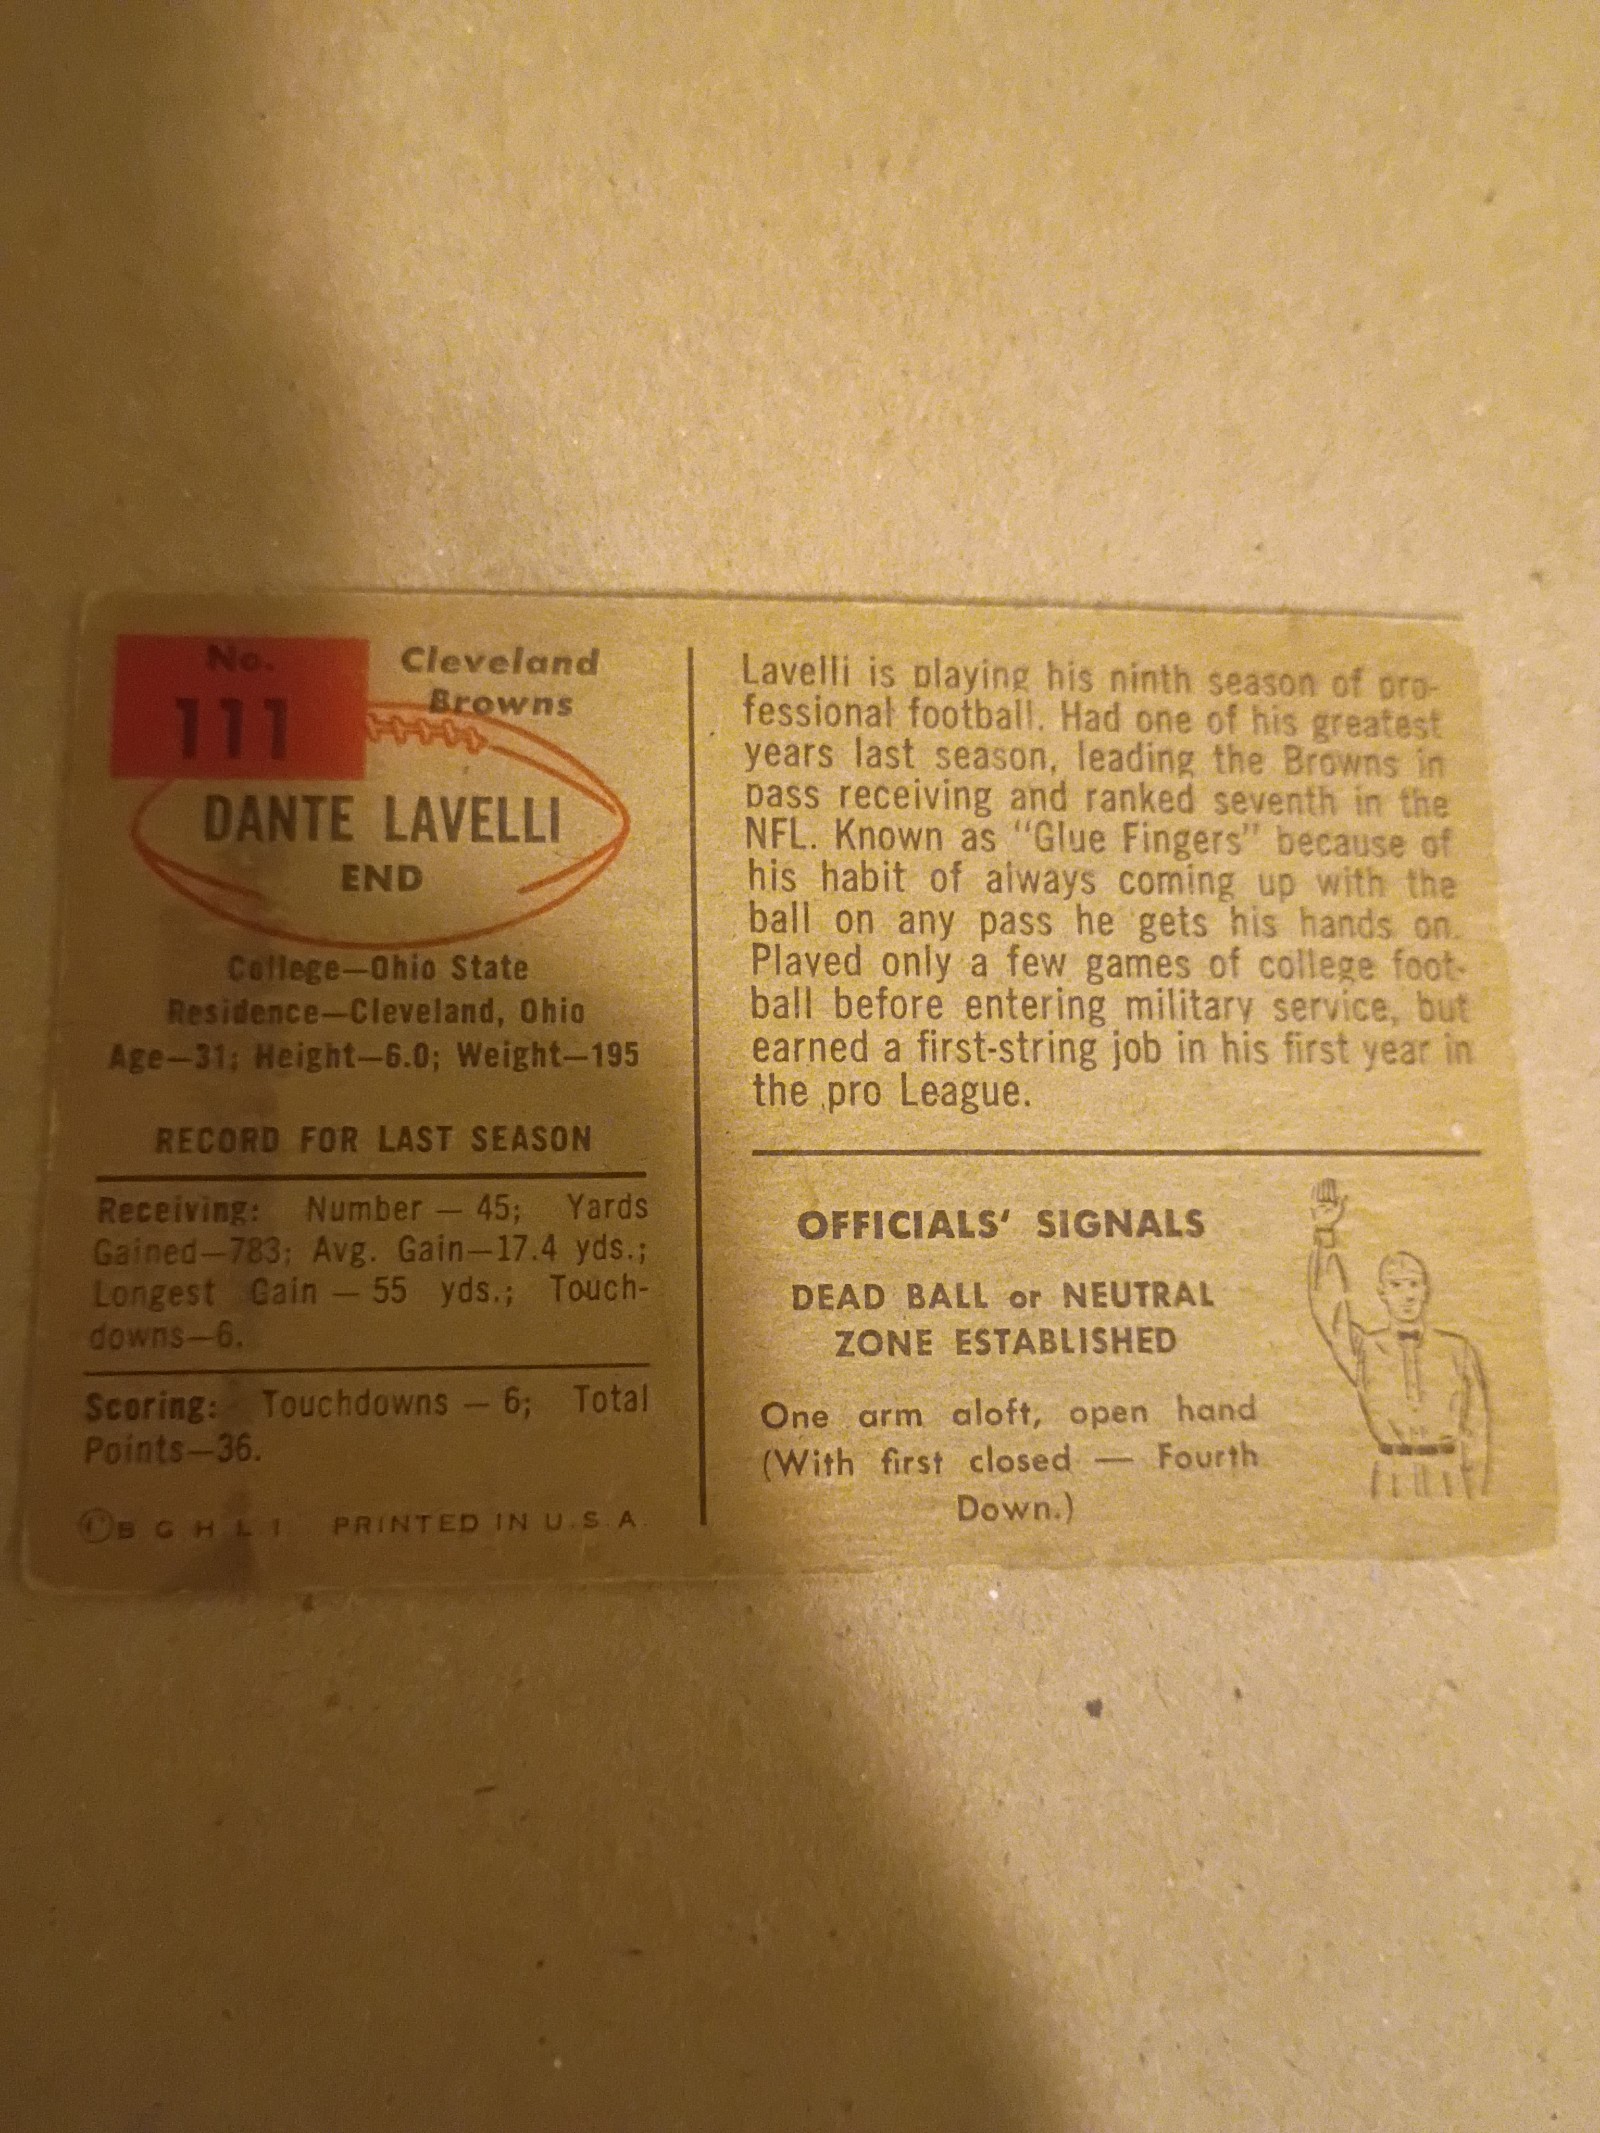 No.
111
Cleveland
Browns
DANTE LAVELLI
END
College—Ohio State
Residence—Cleveland, Ohio
Age—31; Height—6.0; Weight—195
RECORD FOR LAST SEASON
Receiving: Number — 45; Yards
Gained—783; Avg. Gain—17.4 yds.;
Longest Gain — 55 yds.; Touch-
downs—6.
Scoring: Touchdowns — 6; Total
Points—36.
© B G H L I PRINTED IN U.S.A.
Lavelli is playing his ninth season of pro-
fessional football. Had one of his greatest
years last season, leading the Browns in
pass receiving and ranked seventh in the
NFL. Known as "Glue Fingers" because of
his habit of always coming up with the
ball on any pass he gets his hands on.
Played only a few games of college foot-
ball before entering military service, but
earned a first-string job in his first year in
the pro League.
OFFICIALS' SIGNALS
DEAD BALL or NEUTRAL
ZONE ESTABLISHED
One arm aloft, open hand
(With first closed — Fourth
Down.)